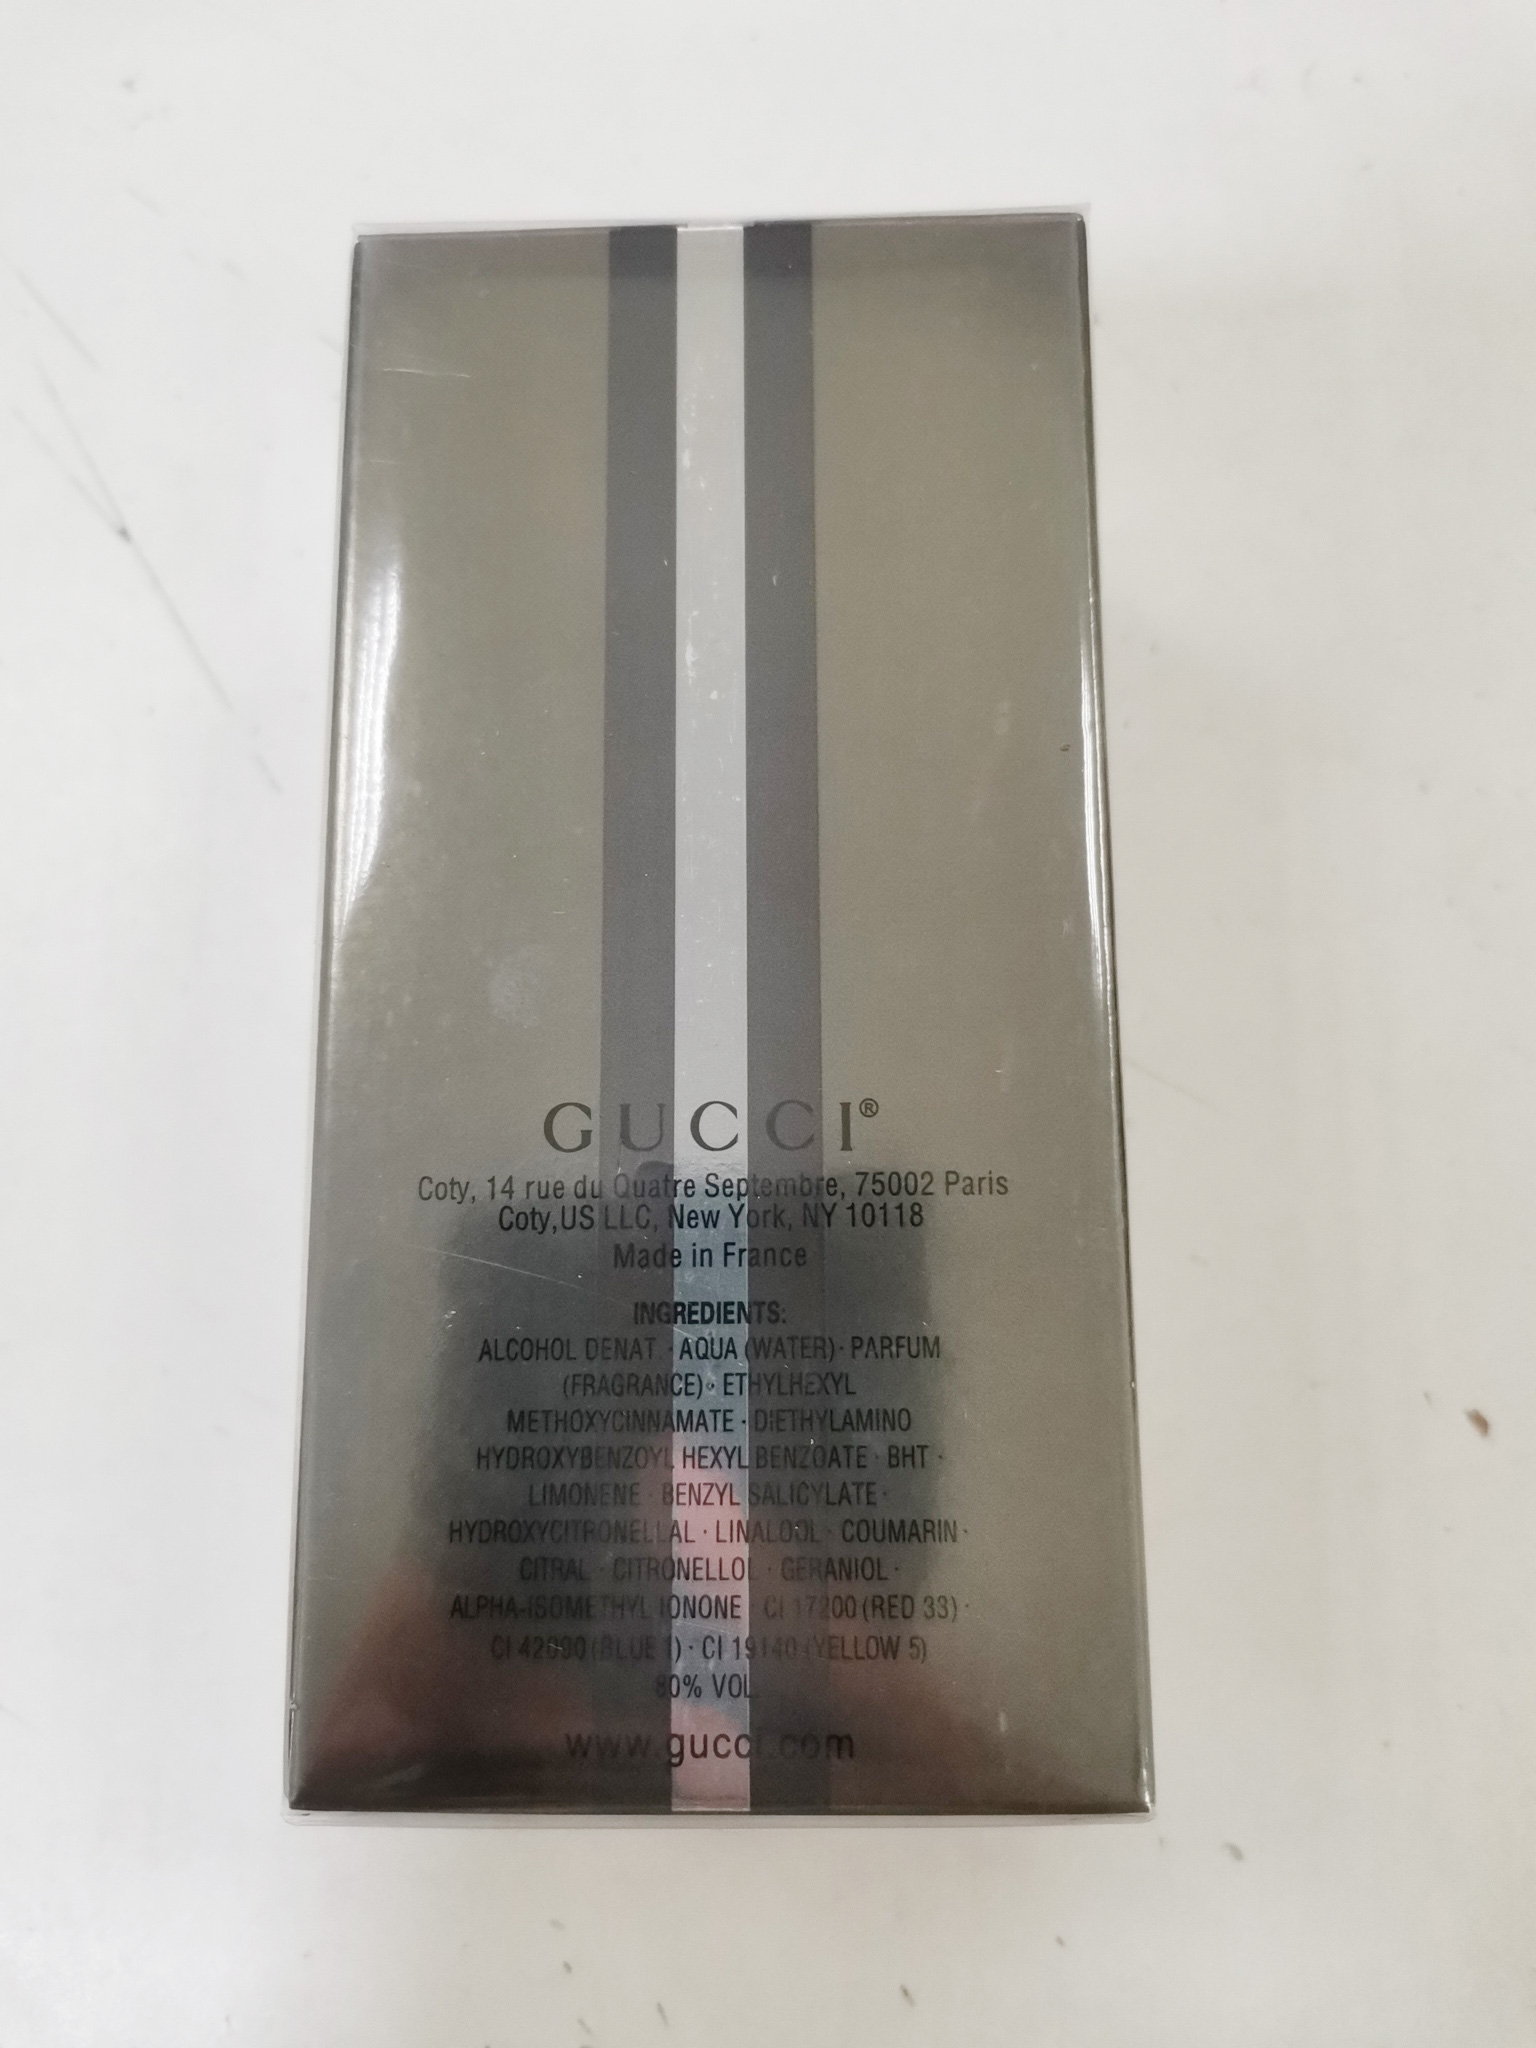 GUCCI®
Coty, 14 rue du Quatre Septembre, 75002 Paris
Coty,US LLC, New York, NY 10118
Made in France
INGREDIENTS:
ALCOHOL DENAT. · AQUA (WATER) · PARFUM
(FRAGRANCE) · ETHYLHEXYL
METHOXYCINNAMATE · DIETHYLAMINO
HYDROXYBENZOYL HEXYL BENZOATE · BHT ·
LIMONENE · BENZYL SALICYLATE ·
HYDROXYCITRONELLAL · LINALOOL · COUMARIN ·
CITRAL · CITRONELLOL · GERANIOL ·
ALPHA-ISOMETHYL IONONE · CI 17200 (RED 33) ·
CI 42090 (BLUE 1) · CI 19140 (YELLOW 5)
80% VOL.
www.gucci.com